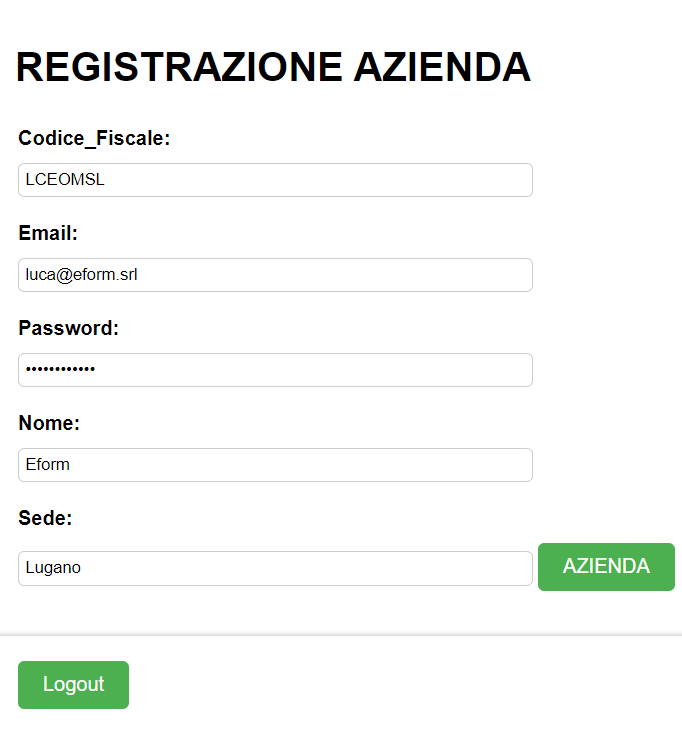 REGISTRAZIONE AZIENDA
Codice_Fiscale:
LCEOMSL
Email:
luca@eform.srl
Password:
••••••••••••
Nome:
Eform
Sede:
Lugano AZIENDA
Logout